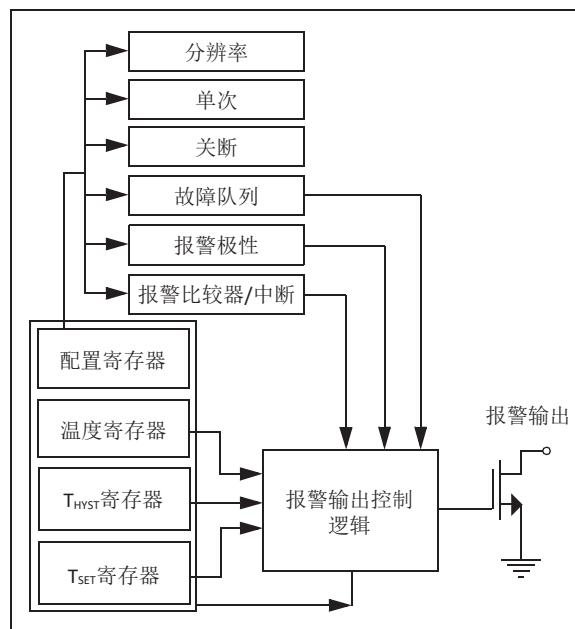 分辨率
单次
关断
故障队列
报警极性
报警比较器/中断
配置寄存器
温度寄存器
THYST寄存器
TSET寄存器
报警输出控制
逻辑
报警输出